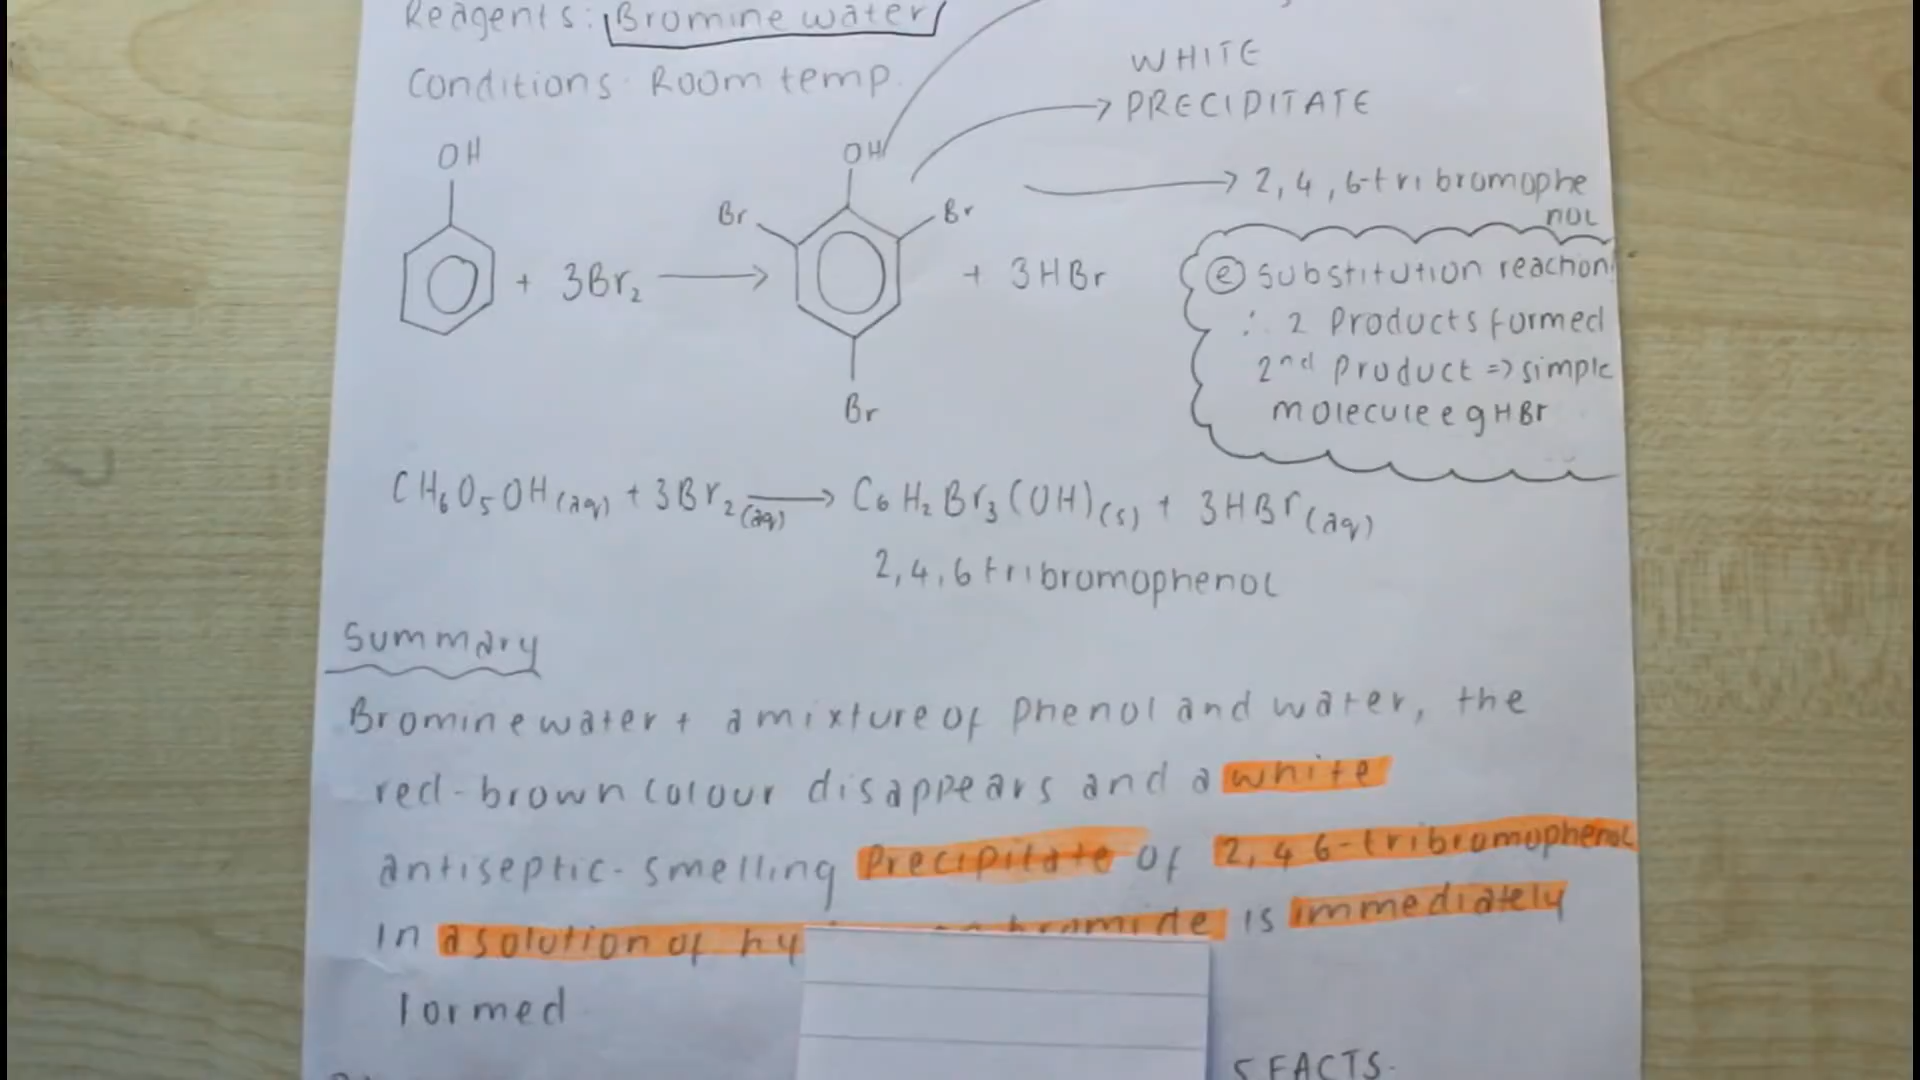 Reagents: Bromine water
Conditions: Room temp.
WHITE
PRECIPITATE
OH
OH
Br
Br
2,4,6-tribromophe
nol
+ 3Br₂
+ 3HBr
Br
(e) substitution reaction
∴ 2 Products formed
2nd Product => simple
molecule eg HBr
CH₆O₅OH(aq) + 3Br₂(aq) → C₆H₂Br₃(OH)(s) + 3HBr(aq)
2,4,6 tribromophenol
Summary
Bromine water + a mixture of phenol and water, the
red-brown colour disappears and a white
antiseptic-smelling Precipitate of 2,4 6-tribromophenol
In a solution of hy bromide is immediately
formed
5 FACTS.